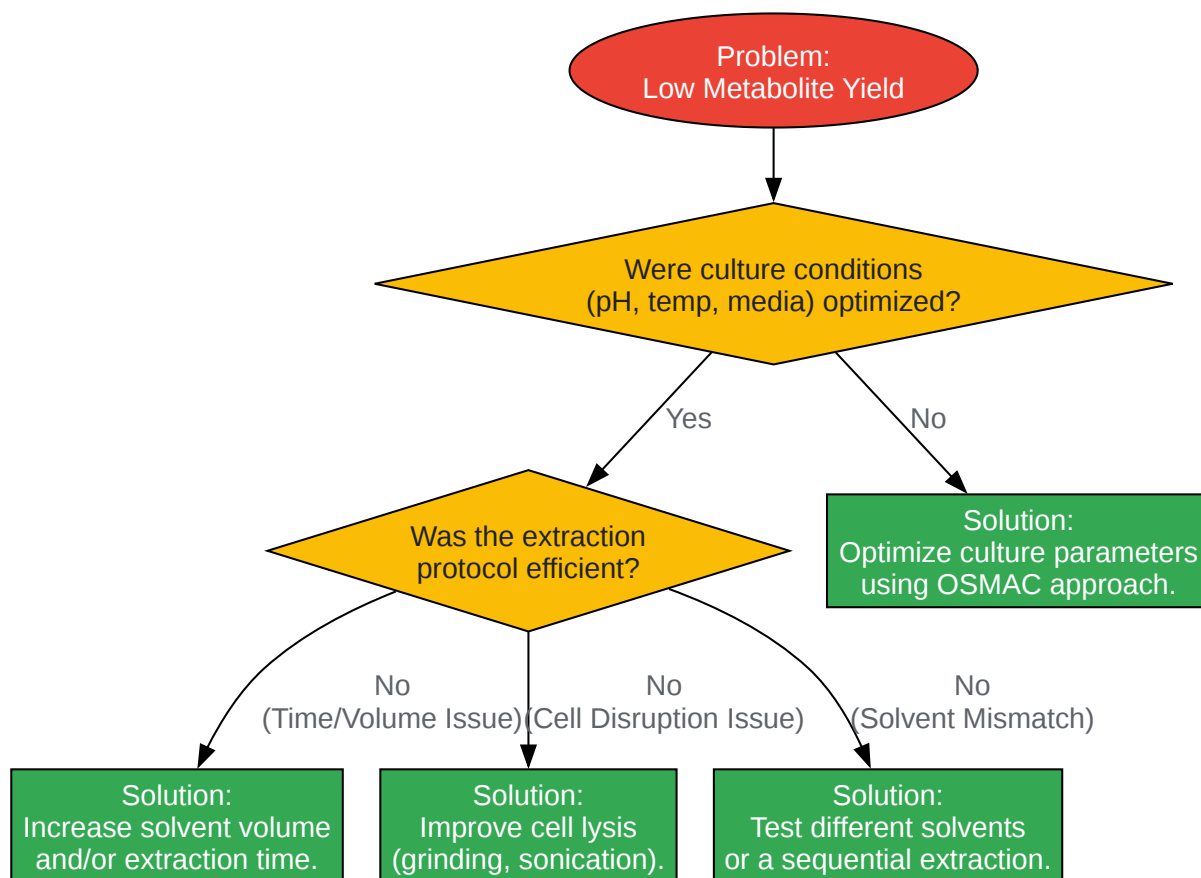 Problem:
Low Metabolite Yield
Were culture conditions
(pH, temp, media) optimized?
Yes
No
Was the extraction
protocol efficient?
Solution:
Optimize culture parameters
using OSMAC approach.
No
(Time/Volume Issue)
No
(Cell Disruption Issue)
No
(Solvent Mismatch)
Solution:
Increase solvent volume
and/or extraction time.
Solution:
Improve cell lysis
(grinding, sonication).
Solution:
Test different solvents
or a sequential extraction.